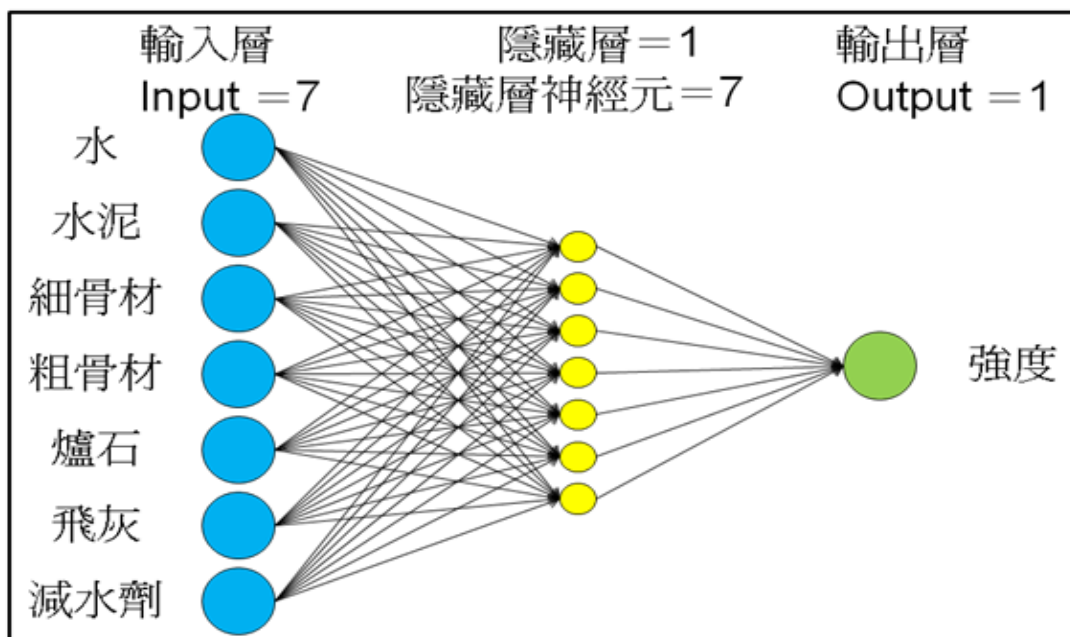 輸入層
Input =7
隱藏層=1
隱藏層神經元=7
輸出層
Output =1
水
水泥
細骨材
粗骨材
爐石
飛灰
減水劑
強度